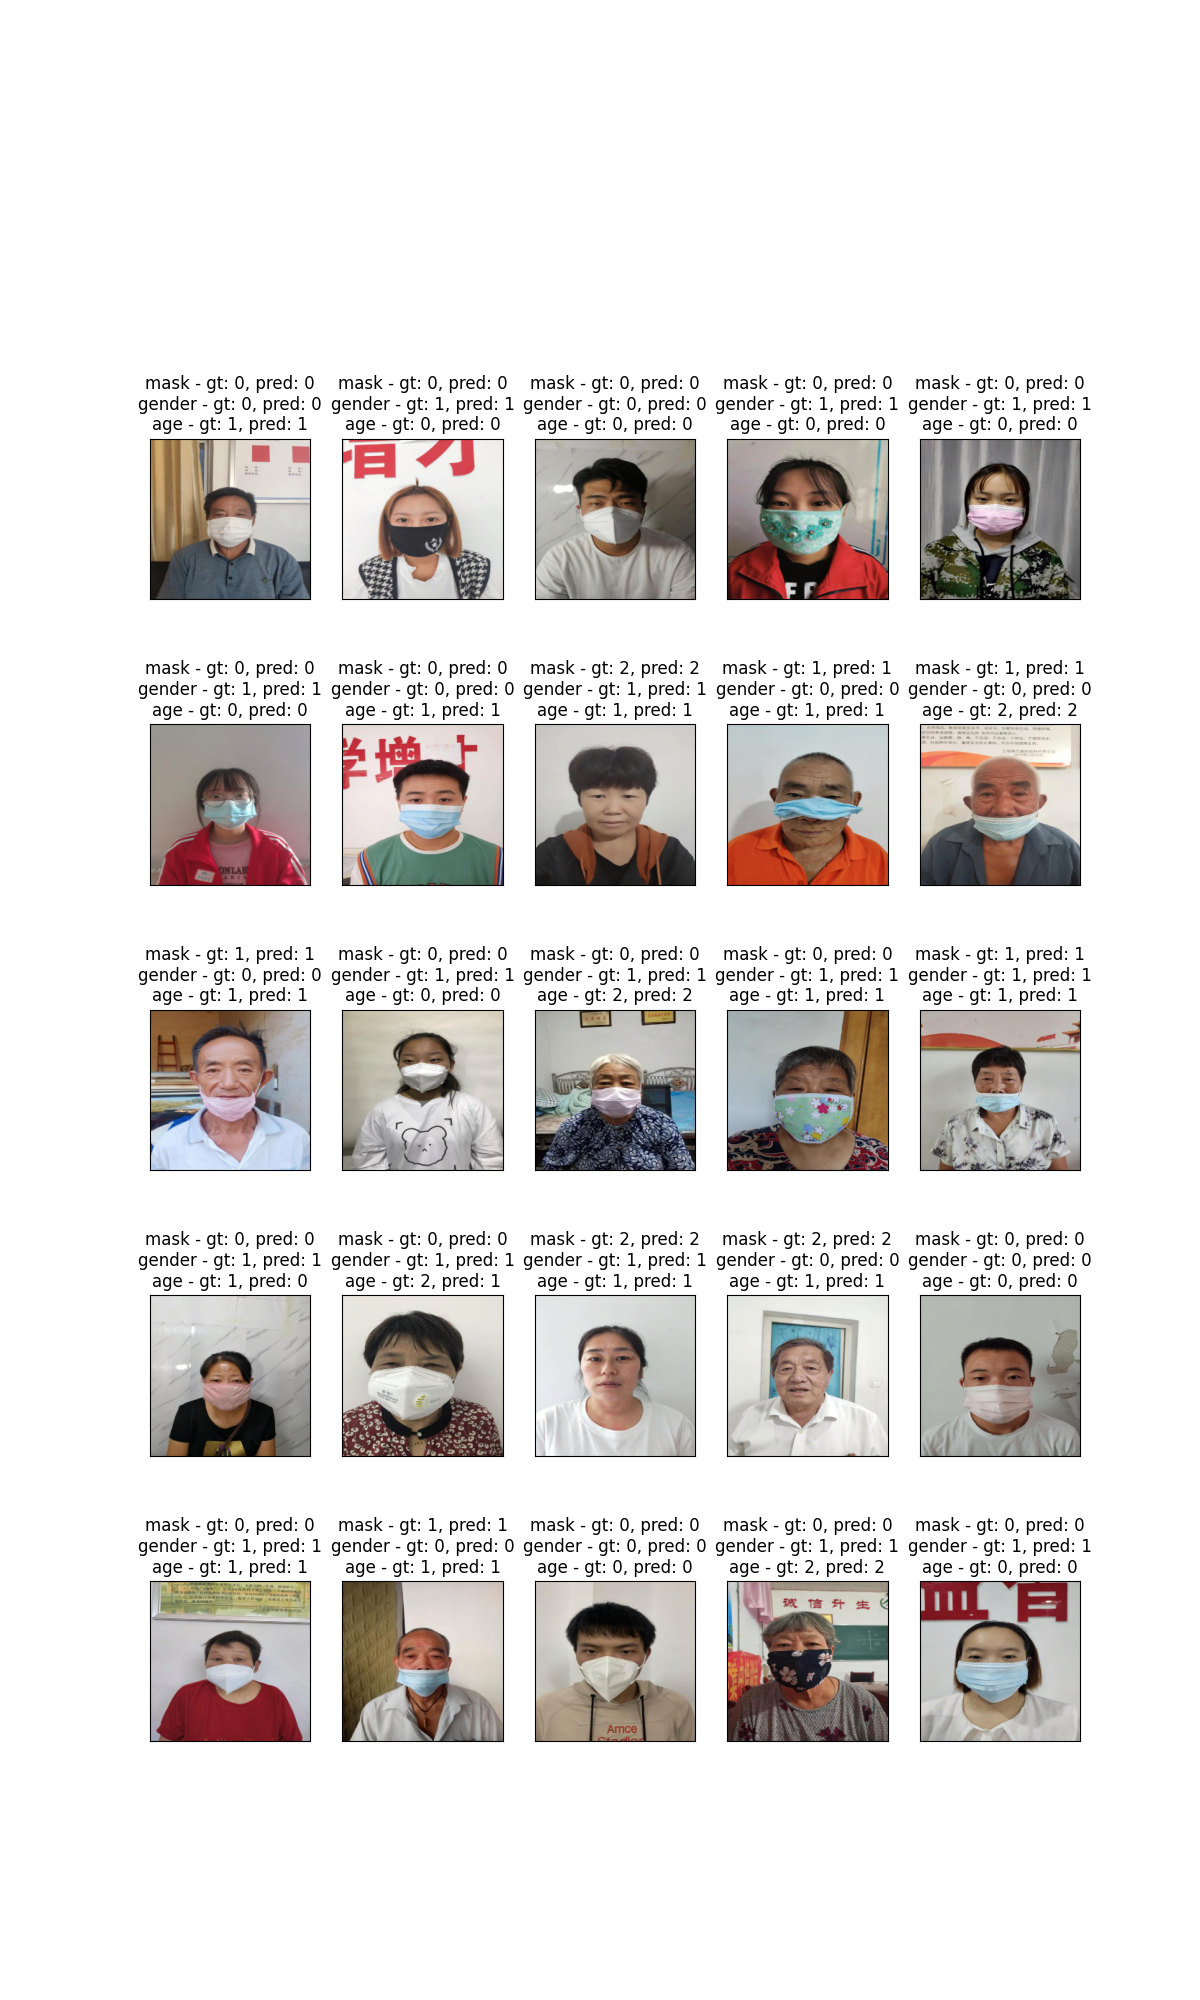 mask - gt: 0, pred: 0
gender - gt: 0, pred: 0
age - gt: 1, pred: 1
mask - gt: 0, pred: 0
gender - gt: 1, pred: 1
age - gt: 0, pred: 0
mask - gt: 0, pred: 0
gender - gt: 0, pred: 0
age - gt: 0, pred: 0
mask - gt: 0, pred: 0
gender - gt: 1, pred: 1
age - gt: 0, pred: 0
mask - gt: 0, pred: 0
gender - gt: 1, pred: 1
age - gt: 0, pred: 0
mask - gt: 0, pred: 0
gender - gt: 1, pred: 1
age - gt: 0, pred: 0
mask - gt: 0, pred: 0
gender - gt: 0, pred: 0
age - gt: 1, pred: 1
学增
mask - gt: 2, pred: 2
gender - gt: 1, pred: 1
age - gt: 1, pred: 1
mask - gt: 1, pred: 1
gender - gt: 0, pred: 0
age - gt: 1, pred: 1
mask - gt: 1, pred: 1
gender - gt: 0, pred: 0
age - gt: 2, pred: 2
mask - gt: 1, pred: 1
gender - gt: 0, pred: 0
age - gt: 1, pred: 1
mask - gt: 0, pred: 0
gender - gt: 1, pred: 1
age - gt: 0, pred: 0
mask - gt: 0, pred: 0
gender - gt: 1, pred: 1
age - gt: 2, pred: 2
mask - gt: 0, pred: 0
gender - gt: 1, pred: 1
age - gt: 1, pred: 1
mask - gt: 1, pred: 1
gender - gt: 1, pred: 1
age - gt: 1, pred: 1
mask - gt: 0, pred: 0
gender - gt: 1, pred: 1
age - gt: 1, pred: 0
mask - gt: 0, pred: 0
gender - gt: 1, pred: 1
age - gt: 2, pred: 1
mask - gt: 2, pred: 2
gender - gt: 1, pred: 1
age - gt: 1, pred: 1
mask - gt: 2, pred: 2
gender - gt: 0, pred: 0
age - gt: 1, pred: 1
mask - gt: 0, pred: 0
gender - gt: 0, pred: 0
age - gt: 0, pred: 0
mask - gt: 0, pred: 0
gender - gt: 1, pred: 1
age - gt: 1, pred: 1
mask - gt: 1, pred: 1
gender - gt: 0, pred: 0
age - gt: 1, pred: 1
mask - gt: 0, pred: 0
gender - gt: 0, pred: 0
age - gt: 0, pred: 0
Amce
mask - gt: 0, pred: 0
gender - gt: 1, pred: 1
age - gt: 2, pred: 2
诚信升生
mask - gt: 0, pred: 0
gender - gt: 1, pred: 1
age - gt: 0, pred: 0